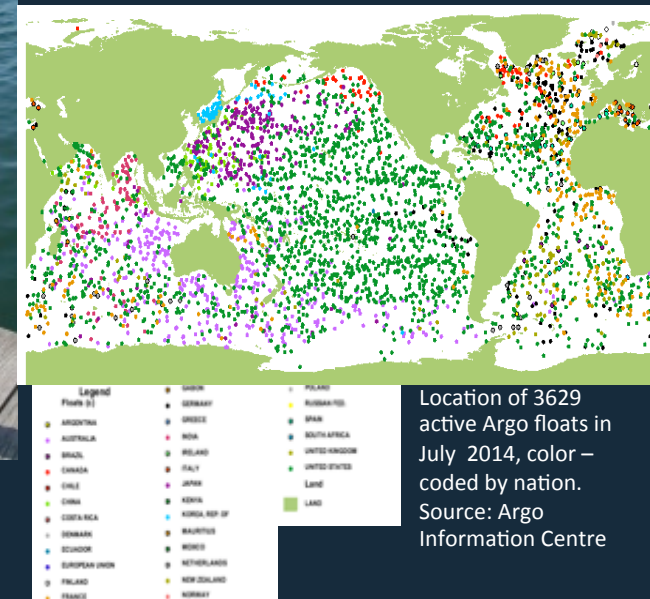 Legend
Floats (s)
ARGENTINA
AUSTRALIA
BRAZIL
CANADA
CHILE
CHINA
COSTA RICA
DENMARK
ECUADOR
EUROPEAN UNION
FINLAND
FRANCE
GABON
GERMANY
GREECE
INDIA
IRELAND
ITALY
JAPAN
KENYA
KOREA, REP. OF
MAURITIUS
MEXICO
NETHERLANDS
NEW ZEALAND
NORWAY
POLAND
RUSSIAN FED.
SPAIN
SOUTH AFRICA
UNITED KINGDOM
UNITED STATES
Land
LAND
Location of 3629
active Argo floats in
July 2014, color –
coded by nation.
Source: Argo
Information Centre